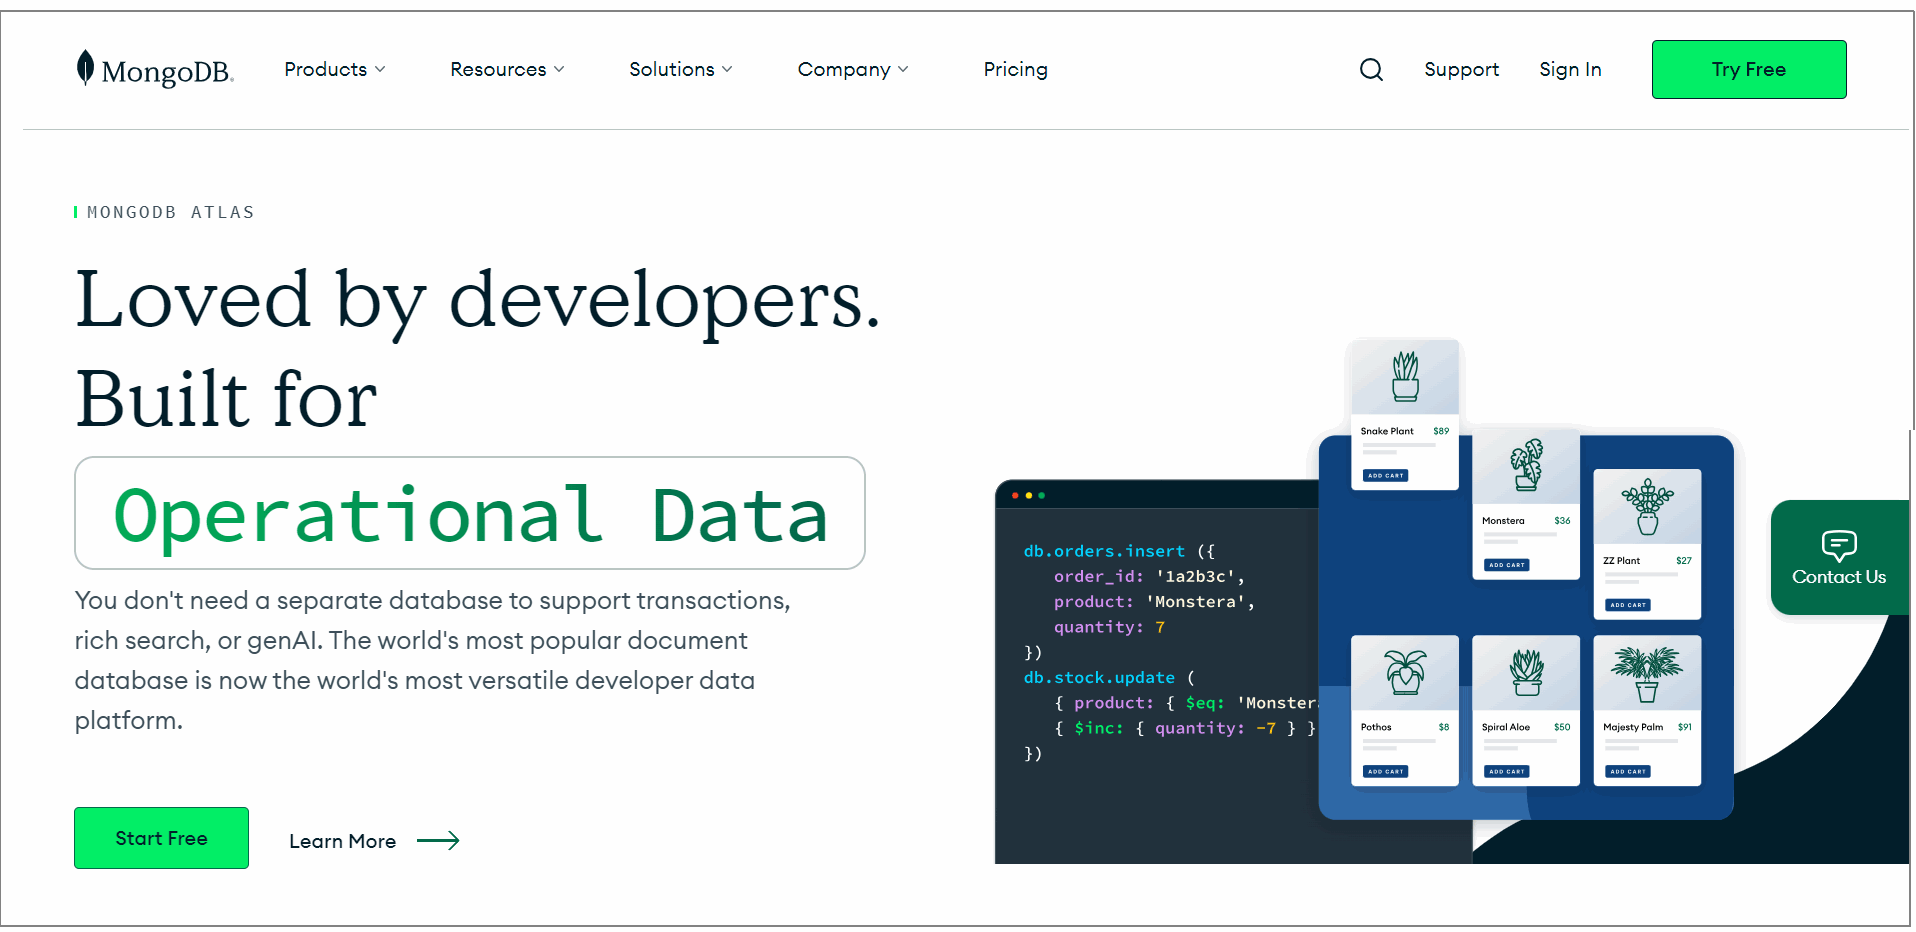 MongoDB.
Products
Resources
Solutions
Company
Pricing
Support
Sign In
Try Free
MONGODB ATLAS
Loved by developers.
Built for
Operational Data
You don't need a separate database to support transactions,
rich search, or genAI. The world's most popular document
database is now the world's most versatile developer data
platform.
Start Free
Learn More
db.orders.insert ({
order_id: '1a2b3c',
product: 'Monstera',
quantity: 7
})
db.stock.update (
{ product: { $eq: 'Monstera
{ $inc: { quantity: -7 } }
})
Snake Plant $89
ADD CART
Monstera $36
ADD CART
ZZ Plant $27
ADD CART
Pothos $8
ADD CART
Spiral Aloe $50
ADD CART
Majesty Palm $91
ADD CART
Contact Us